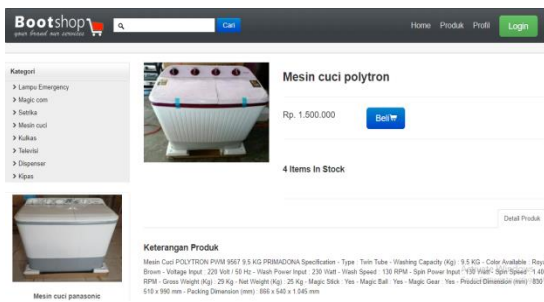 Bootshop
your brand our services
Cari
Home Produk Profil Login
Kategori
> Lampu Emergency
> Magic com
> Setrika
> Mesin cuci
> Kulkas
> Televisi
> Dispenser
> Kipas
Mesin cuci panasonic
Mesin cuci polytron
Rp. 1.500.000
Beli
4 Items In Stock
Detail Produk
Keterangan Produk
Mesin Cuci POLYTRON PWM 9567 9,5 KG PRIMADONA Specification - Type : Twin Tube - Washing Capacity (Kg) : 9,5 KG - Color Available : Roya
Brown - Voltage Input : 220 Volt / 50 Hz - Wash Power Input : 230 Watt - Wash Speed : 130 RPM - Spin Power Input : 130 Watt - Spin Speed : 1.40
RPM - Gross Weight (Kg) : 29 Kg - Net Weight (Kg) : 25 Kg - Magic Stick : Yes - Magic Ball : Yes - Magic Gear : Yes - Product Dimension (mm) : 830
510 x 990 mm - Packing Dimension (mm) : 866 x 540 x 1.045 mm